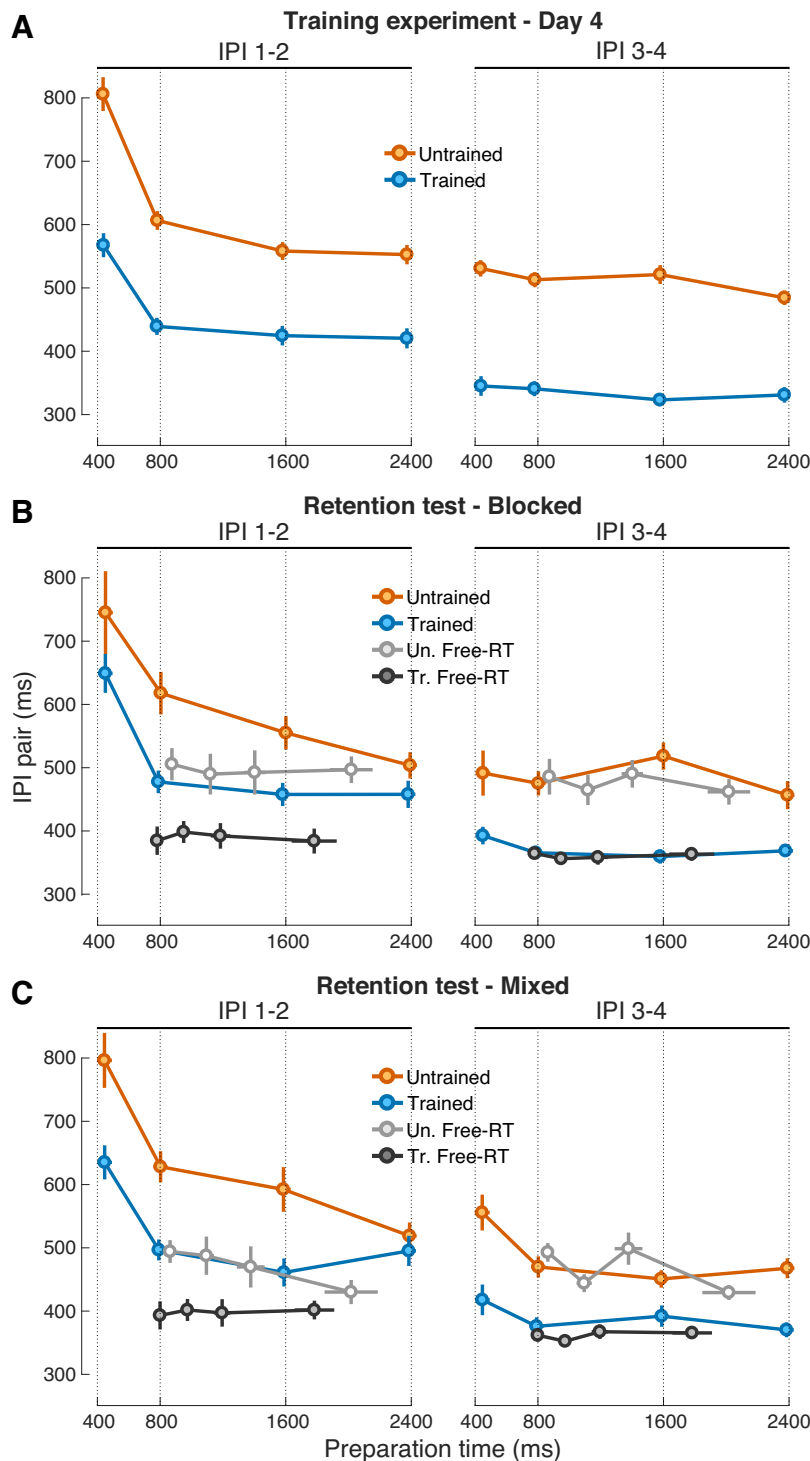 A
Training experiment - Day 4
IPI 1-2
IPI 3-4
800
700
600
500
400
300
Untrained
Trained
400 800 1600 2400
400 800 1600 2400
B
Retention test - Blocked
IPI 1-2
IPI 3-4
IPI pair (ms)
800
700
600
500
400
300
Untrained
Trained
Un. Free-RT
Tr. Free-RT
400 800 1600 2400
400 800 1600 2400
C
Retention test - Mixed
IPI 1-2
IPI 3-4
800
700
600
500
400
300
Untrained
Trained
Un. Free-RT
Tr. Free-RT
400 800 1600 2400
400 800 1600 2400
Preparation time (ms)